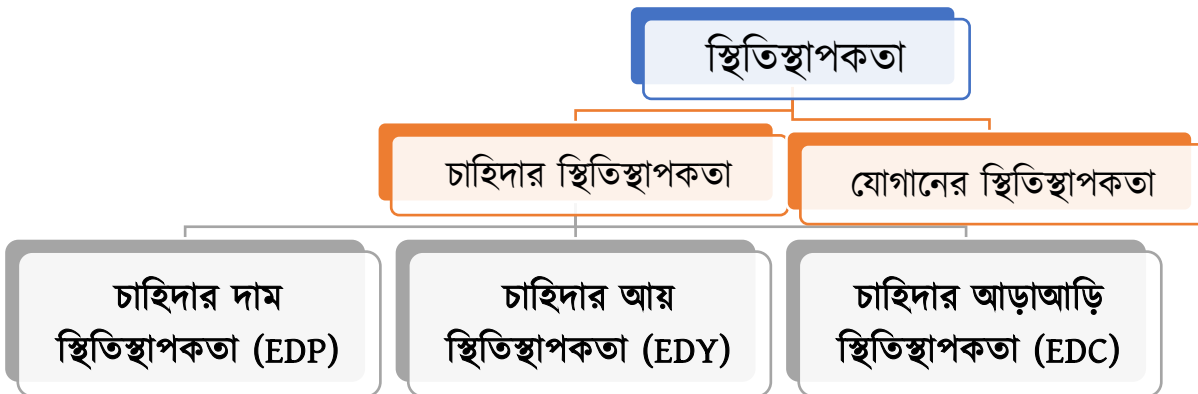 স্থিতিস্থাপকতা
চাহিদার স্থিতিস্থাপকতা
যোগানের স্থিতিস্থাপকতা
চাহিদার দাম
স্থিতিস্থাপকতা (EDP)
চাহিদার আয়
স্থিতিস্থাপকতা (EDY)
চাহিদার আড়াআড়ি
স্থিতিস্থাপকতা (EDC)